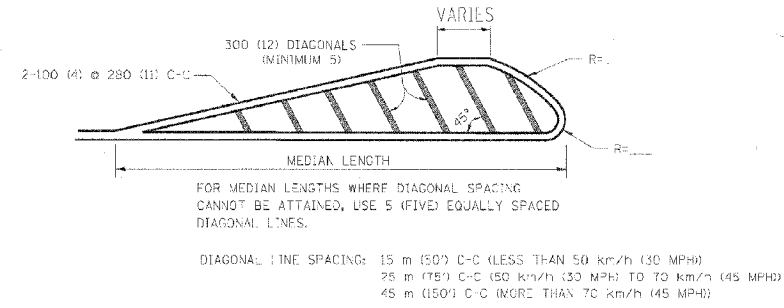 VARIES
300 (12) DIAGONALS
(MINIMUM 5)
R=
2-100 (4) @ 280 (11) C-C
45°
R=
MEDIAN LENGTH
FOR MEDIAN LENGTHS WHERE DIAGONAL SPACING
CANNOT BE ATTAINED, USE 5 (FIVE) EQUALLY SPACED
DIAGONAL LINES.
DIAGONAL LINE SPACING: 15 m (50') C-C (LESS THAN 50 km/h (30 MPH))
25 m (75') C-C (50 km/h (30 MPH) TO 70 km/h (45 MPH))
45 m (150') C-C (MORE THAN 70 km/h (45 MPH))